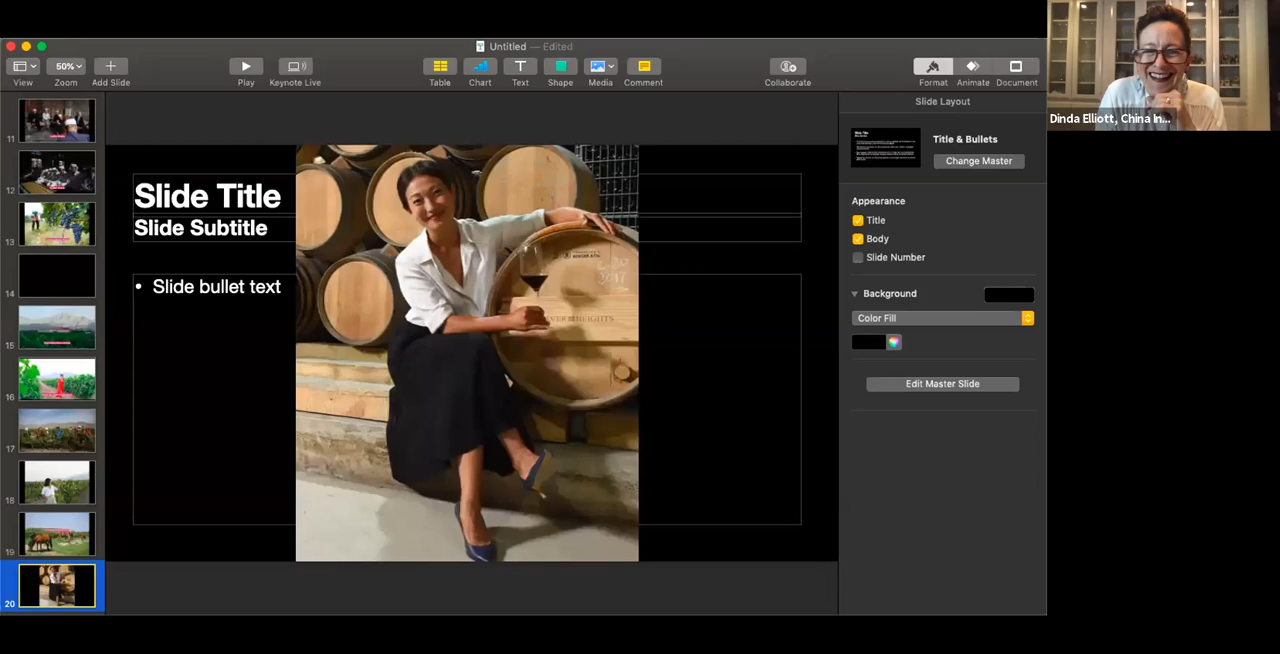 Untitled — Edited
View
50%
Zoom
Add Slide
Play
Keynote Live
Table
Chart
Text
Shape
Media
Comment
Collaborate
Format
Animate
Document
Dinda Elliott, China In...
11
12
13
14
15
16
17
18
19
20
Slide Title
Slide Subtitle
• Slide bullet text
2017
Slide Layout
Title & Bullets
Change Master
Appearance
Title
Body
Slide Number
Background
Color Fill
Edit Master Slide